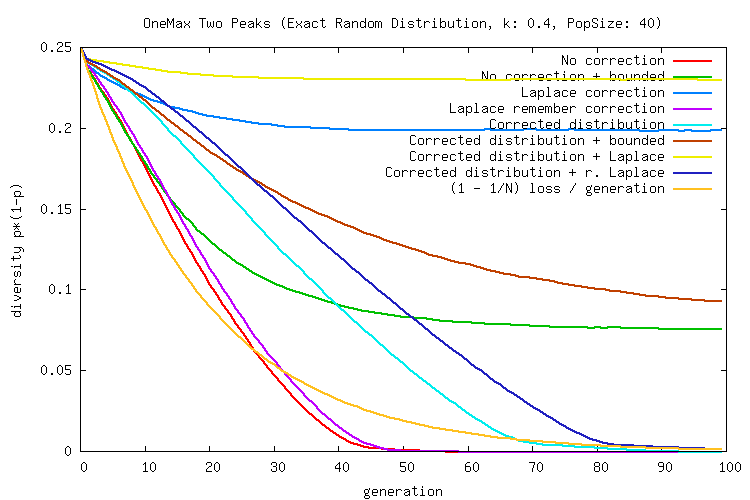 OneMax Two Peaks (Exact Random Distribution, k: 0.4, PopSize: 40)
No correction
No correction + bounded
Laplace correction
Laplace remember correction
Corrected distribution
Corrected distribution + bounded
Corrected distribution + Laplace
Corrected distribution + r. Laplace
(1 - 1/N) loss / generation
0.25
0.2
0.15
0.1
0.05
0
diversity p*(1-p)
0 10 20 30 40 50 60 70 80 90 100
generation